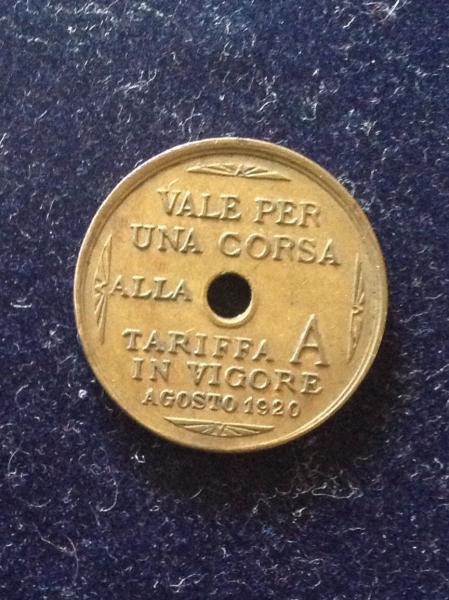 VALE PER
UNA CORSA
ALLA
TARIFFA A
IN VIGORE
AGOSTO 1920